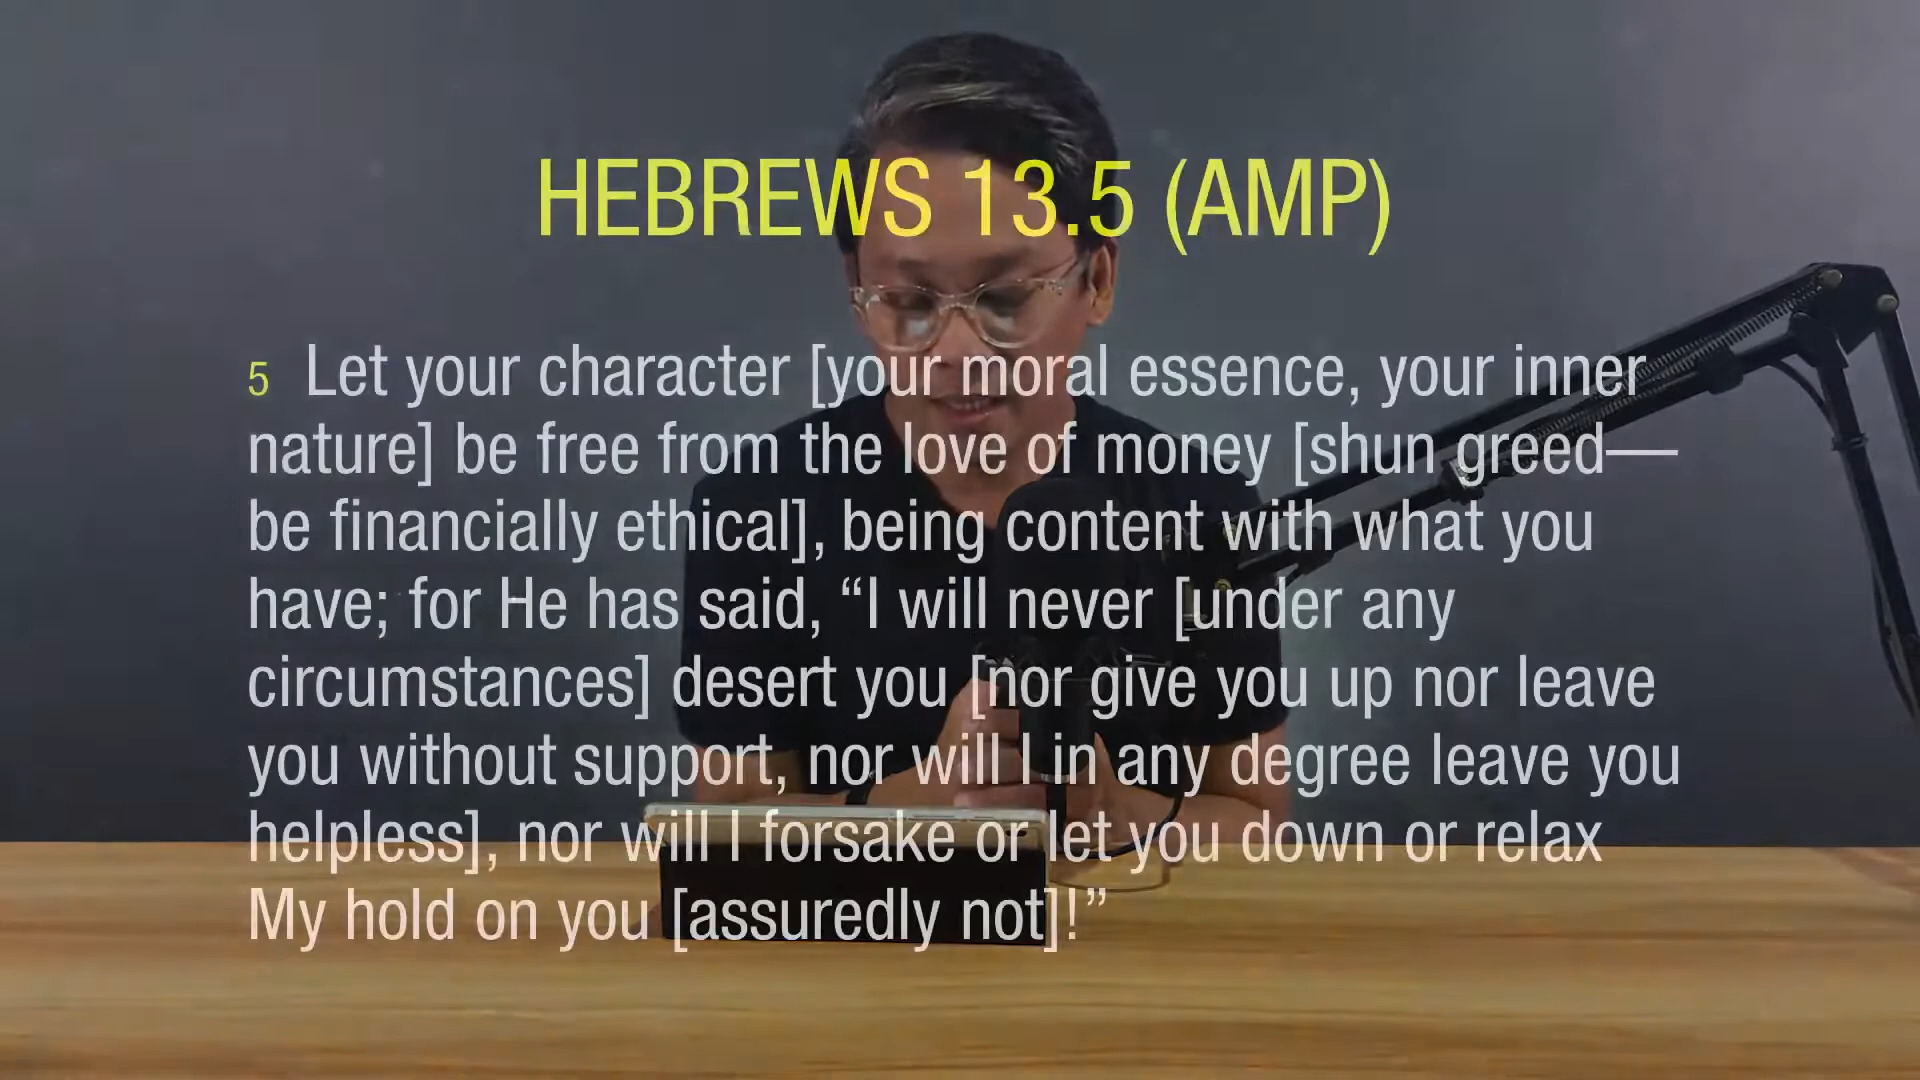 HEBREWS 13.5 (AMP)
5 Let your character [your moral essence, your inner
nature] be free from the love of money [shun greed—
be financially ethical], being content with what you
have; for He has said, “I will never [under any
circumstances] desert you [nor give you up nor leave
you without support, nor will I in any degree leave you
helpless], nor will I forsake or let you down or relax
My hold on you [assuredly not]!”